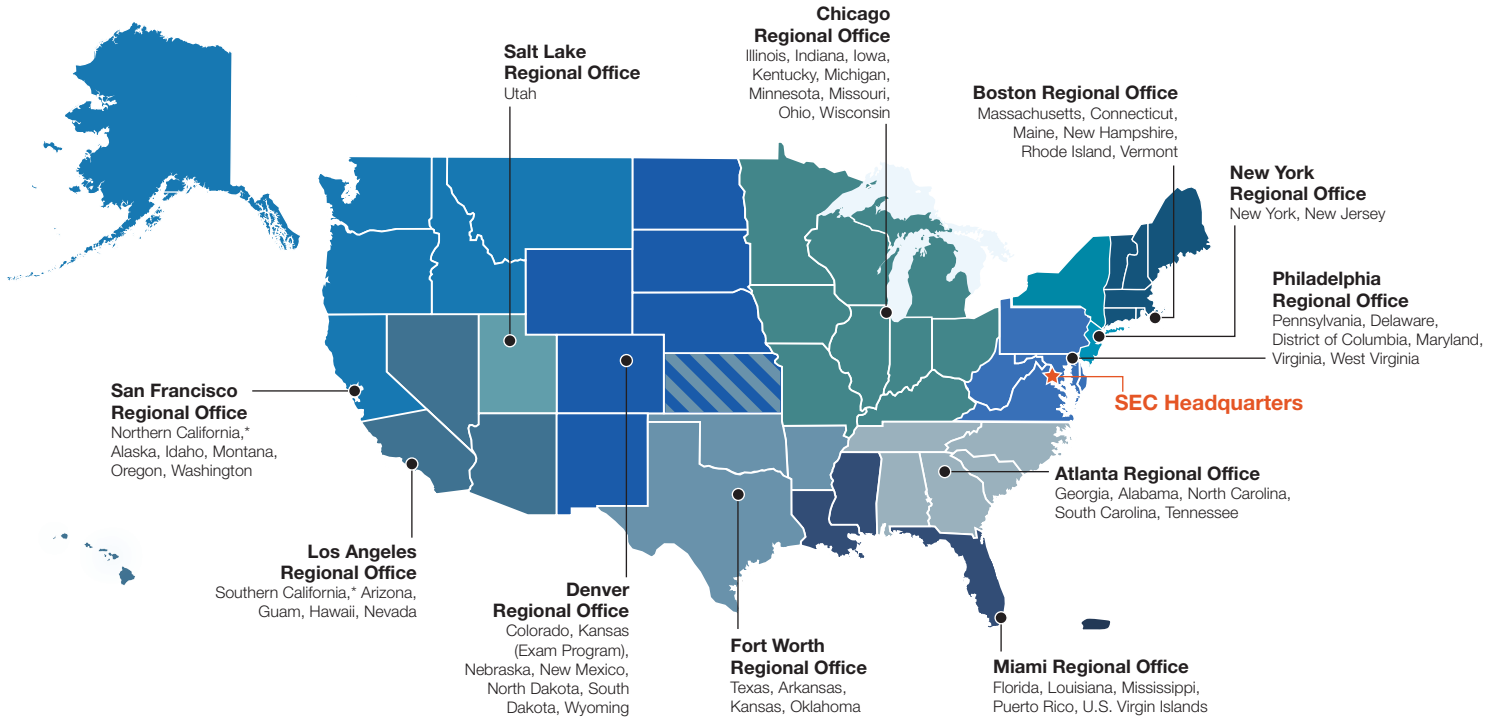 Chicago
Regional Office
Illinois, Indiana, Iowa,
Kentucky, Michigan,
Minnesota, Missouri,
Ohio, Wisconsin
Salt Lake
Regional Office
Utah
Boston Regional Office
Massachusetts, Connecticut,
Maine, New Hampshire,
Rhode Island, Vermont
New York
Regional Office
New York, New Jersey
Philadelphia
Regional Office
Pennsylvania, Delaware,
District of Columbia, Maryland,
Virginia, West Virginia
SEC Headquarters
San Francisco
Regional Office
Northern California,*
Alaska, Idaho, Montana,
Oregon, Washington
Atlanta Regional Office
Georgia, Alabama, North Carolina,
South Carolina, Tennessee
Los Angeles
Regional Office
Southern California,* Arizona,
Guam, Hawaii, Nevada
Denver
Regional Office
Colorado, Kansas
(Exam Program),
Nebraska, New Mexico,
North Dakota, South
Dakota, Wyoming
Fort Worth
Regional Office
Texas, Arkansas,
Kansas, Oklahoma
Miami Regional Office
Florida, Louisiana, Mississippi,
Puerto Rico, U.S. Virgin Islands